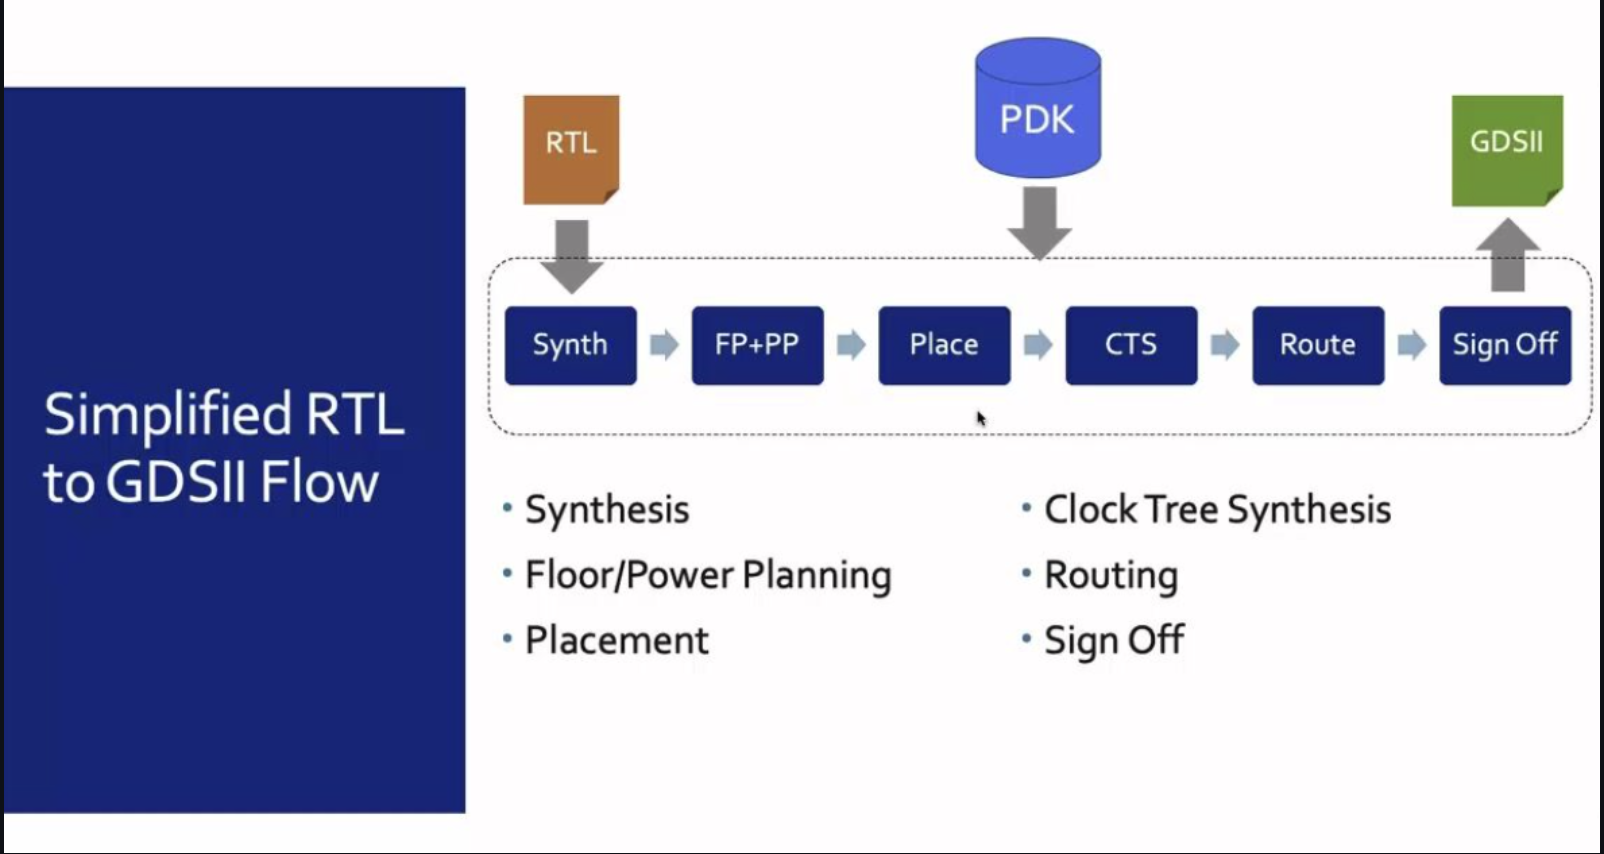 Simplified RTL
to GDSII Flow
RTL
PDK
GDSII
Synth
FP+PP
Place
CTS
Route
Sign Off
• Synthesis
• Floor/Power Planning
• Placement
• Clock Tree Synthesis
• Routing
• Sign Off